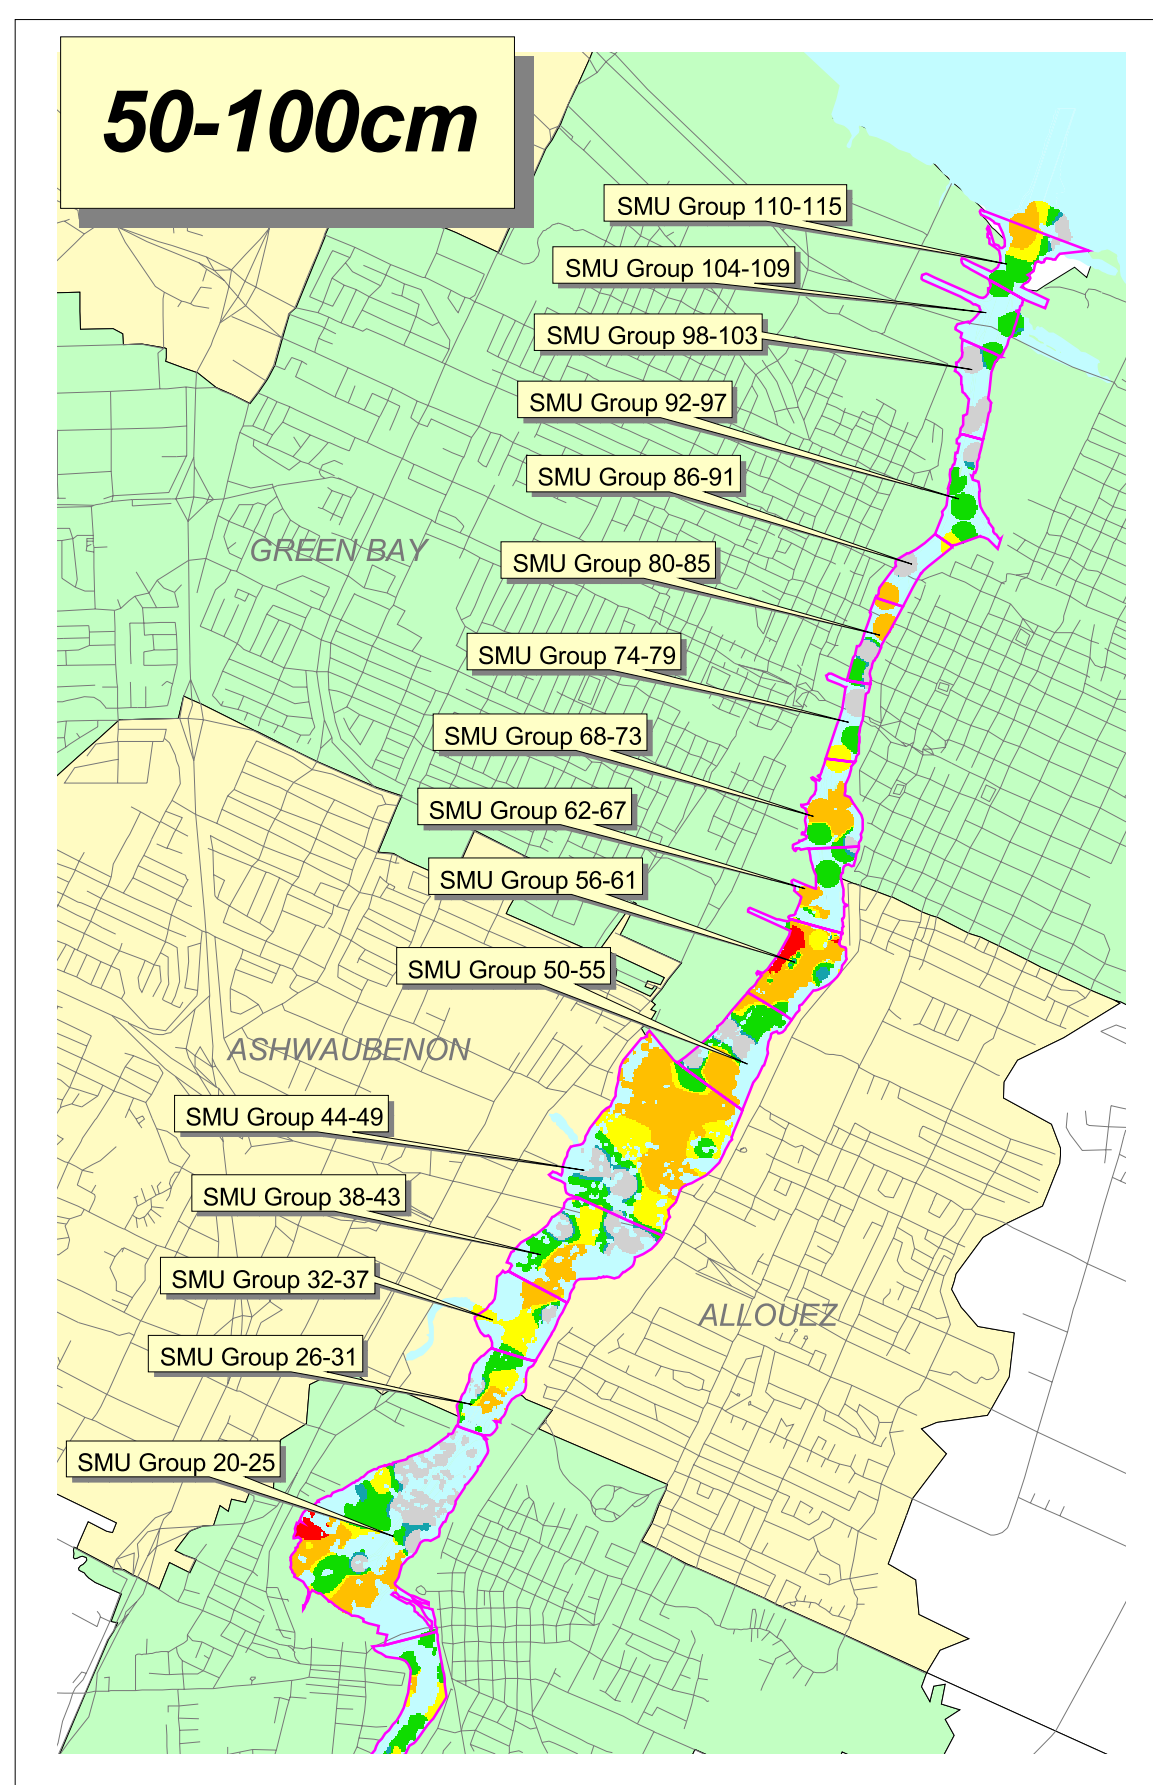 50-100cm
SMU Group 110-115
SMU Group 104-109
SMU Group 98-103
SMU Group 92-97
SMU Group 86-91
GREEN BAY
SMU Group 80-85
SMU Group 74-79
SMU Group 68-73
SMU Group 62-67
SMU Group 56-61
SMU Group 50-55
ASHWAUBENON
SMU Group 44-49
SMU Group 38-43
SMU Group 32-37
ALLOUEZ
SMU Group 26-31
SMU Group 20-25